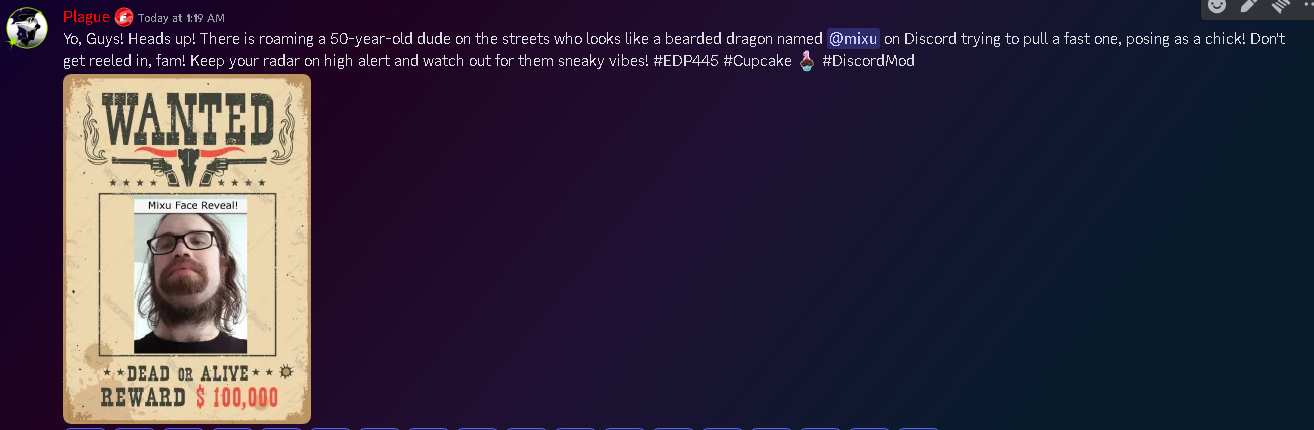 Plague Today at 1:19 AM
Yo, Guys! Heads up! There is roaming a 50-year-old dude on the streets who looks like a bearded dragon named @mixu on Discord trying to pull a fast one, posing as a chick! Don't
get reeled in, fam! Keep your radar on high alert and watch out for them sneaky vibes! #EDP445 #Cupcake #DiscordMod
WANTED
Mixu Face Reveal!
DEAD OR ALIVE
REWARD $ 100,000